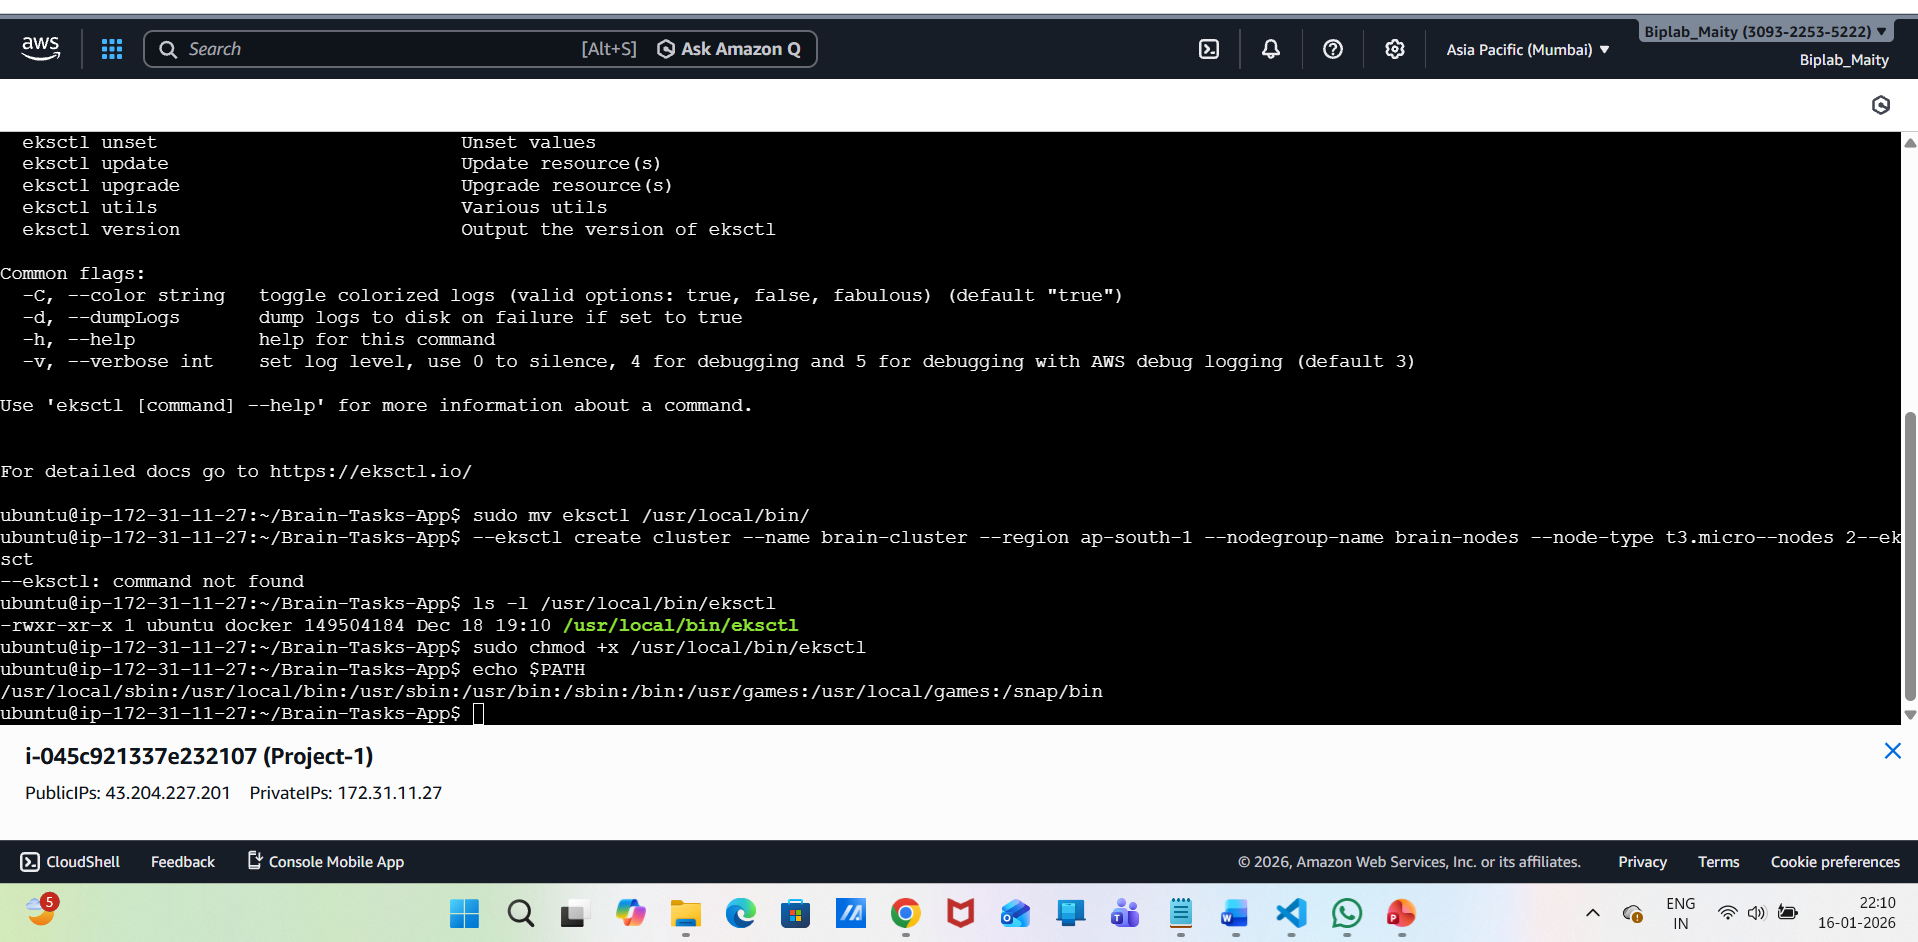 aws
Search [Alt+S] Ask Amazon Q
Asia Pacific (Mumbai) ▼
Biplab_Maity (3093-2253-5222) ▼
Biplab_Maity
eksctl unset Unset values
eksctl update Update resource(s)
eksctl upgrade Upgrade resource(s)
eksctl utils Various utils
eksctl version Output the version of eksctl
Common flags:
-C, --color string toggle colorized logs (valid options: true, false, fabulous) (default "true")
-d, --dumpLogs dump logs to disk on failure if set to true
-h, --help help for this command
-v, --verbose int set log level, use 0 to silence, 4 for debugging and 5 for debugging with AWS debug logging (default 3)
Use 'eksctl [command] --help' for more information about a command.
For detailed docs go to https://eksctl.io/
ubuntu@ip-172-31-11-27:~/Brain-Tasks-App$ sudo mv eksctl /usr/local/bin/
ubuntu@ip-172-31-11-27:~/Brain-Tasks-App$ --eksctl create cluster --name brain-cluster --region ap-south-1 --nodegroup-name brain-nodes --node-type t3.micro--nodes 2--ek
sct
--eksctl: command not found
ubuntu@ip-172-31-11-27:~/Brain-Tasks-App$ ls -l /usr/local/bin/eksctl
-rwxr-xr-x 1 ubuntu docker 149504184 Dec 18 19:10 /usr/local/bin/eksctl
ubuntu@ip-172-31-11-27:~/Brain-Tasks-App$ sudo chmod +x /usr/local/bin/eksctl
ubuntu@ip-172-31-11-27:~/Brain-Tasks-App$ echo $PATH
/usr/local/sbin:/usr/local/bin:/usr/sbin:/usr/bin:/sbin:/bin:/usr/games:/usr/local/games:/snap/bin
ubuntu@ip-172-31-11-27:~/Brain-Tasks-App$
i-045c921337e232107 (Project-1)
PublicIPs: 43.204.227.201 PrivateIPs: 172.31.11.27
CloudShell Feedback Console Mobile App © 2026, Amazon Web Services, Inc. or its affiliates. Privacy Terms Cookie preferences
5
ENG
IN
22:10
16-01-2026